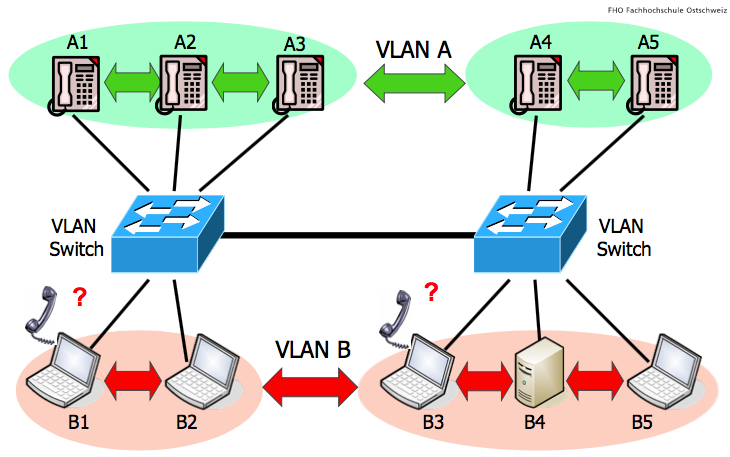 FHO Fachhochschule Ostschweiz
A1
A2
A3
VLAN A
A4
A5
VLAN
Switch
VLAN
Switch
?
?
VLAN B
B1
B2
B3
B4
B5